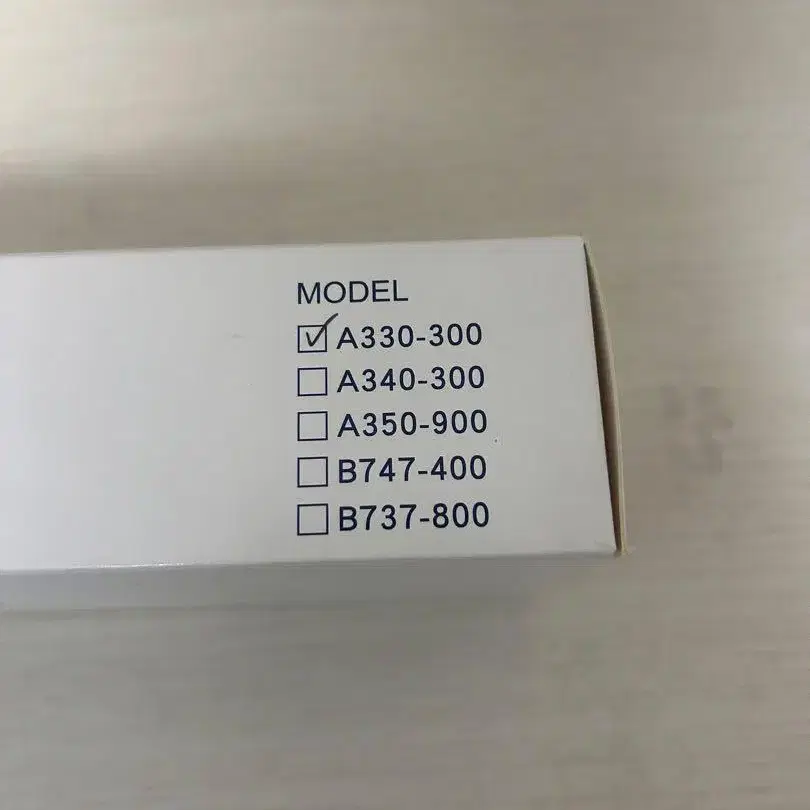 MODEL
☑ A330-300
☐ A340-300
☐ A350-900
☐ B747-400
☐ B737-800